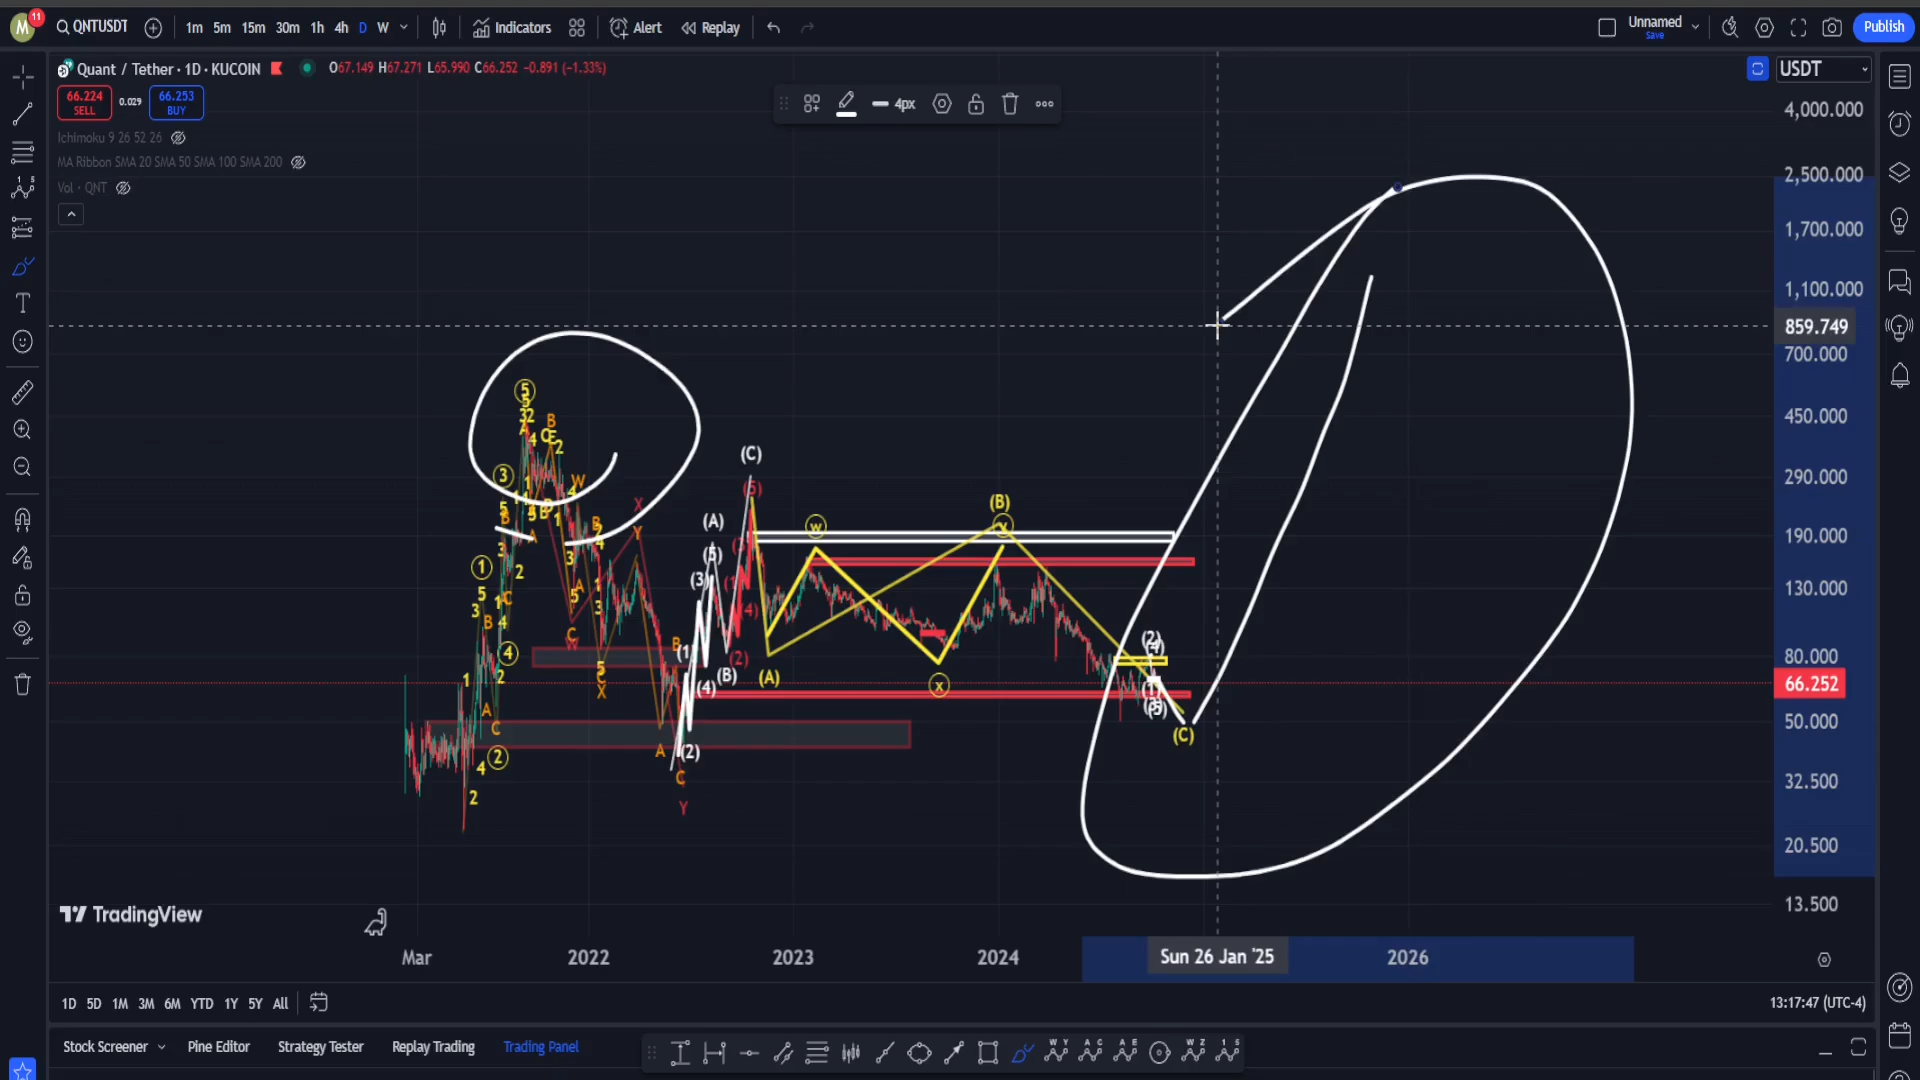 M 11 QNTUSDT 1m 5m 15m 30m 1h 4h D W Indicators Alert Replay Unnamed Save Publish
Quant / Tether · 1D · KUCOIN O67.149 H67.271 L65.990 C66.252 -0.891 (-1.33%) USDT
66.224 SELL 0.029 66.253 BUY 4px
Ichimoku 9 26 52 26
MA Ribbon SMA 20 SMA 50 SMA 100 SMA 200
Vol · QNT
4,000.000
2,500.000
1,700.000
1,100.000
859.749
700.000
450.000
290.000
190.000
130.000
80.000
66.252
50.000
32.500
20.500
13.500
(C)
(A)
(5)
(3)
(B)
(4)
(2)
(A)
w
(B)
x
(C)
(2)
X
Y
W
B
A
C
Y
TradingView
Mar 2022 2023 2024 Sun 26 Jan '25 2026
1D 5D 1M 3M 6M YTD 1Y 5Y All 13:17:47 (UTC-4)
Stock Screener Pine Editor Strategy Tester Replay Trading Trading Panel